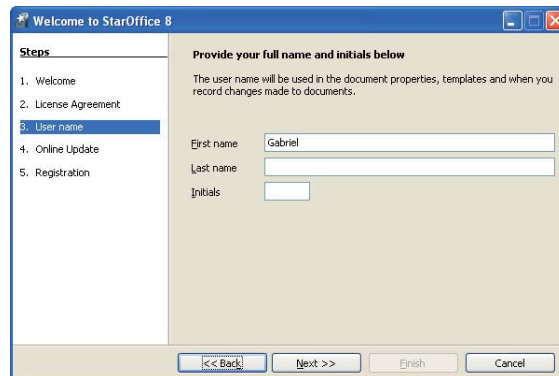 Welcome to StarOffice 8
Steps
1. Welcome
2. License Agreement
3. User name
4. Online Update
5. Registration
Provide your full name and initials below
The user name will be used in the document properties, templates and when you
record changes made to documents.
First name Gabriel
Last name
Initials
<< Back Next >> Finish Cancel